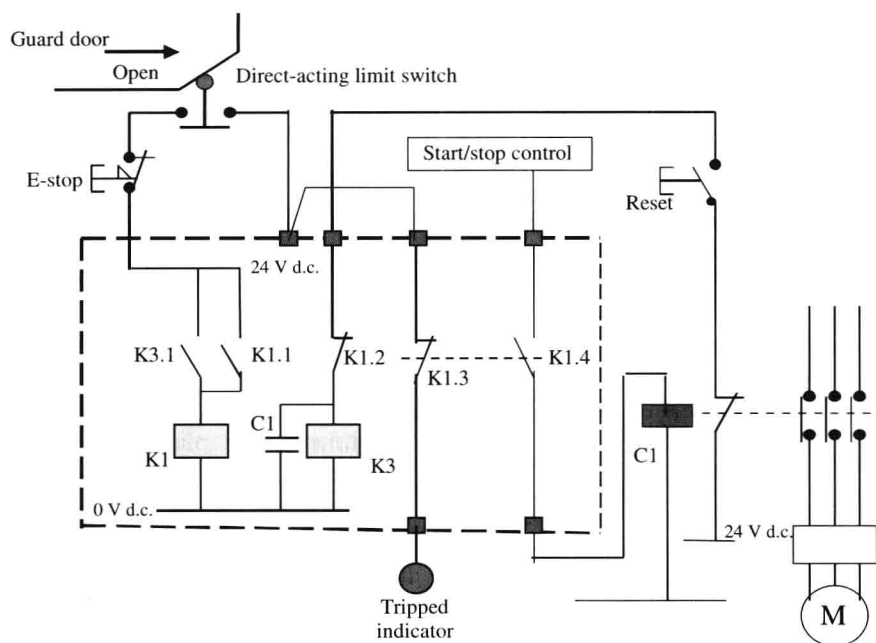 Guard door
Open
Direct-acting limit switch
Start/stop control
E-stop
Reset
24 V d.c.
K3.1
K1.1
K1.2
K1.3
K1.4
C1
K1
K3
C1
0 V d.c.
24 V d.c.
Tripped
indicator
M